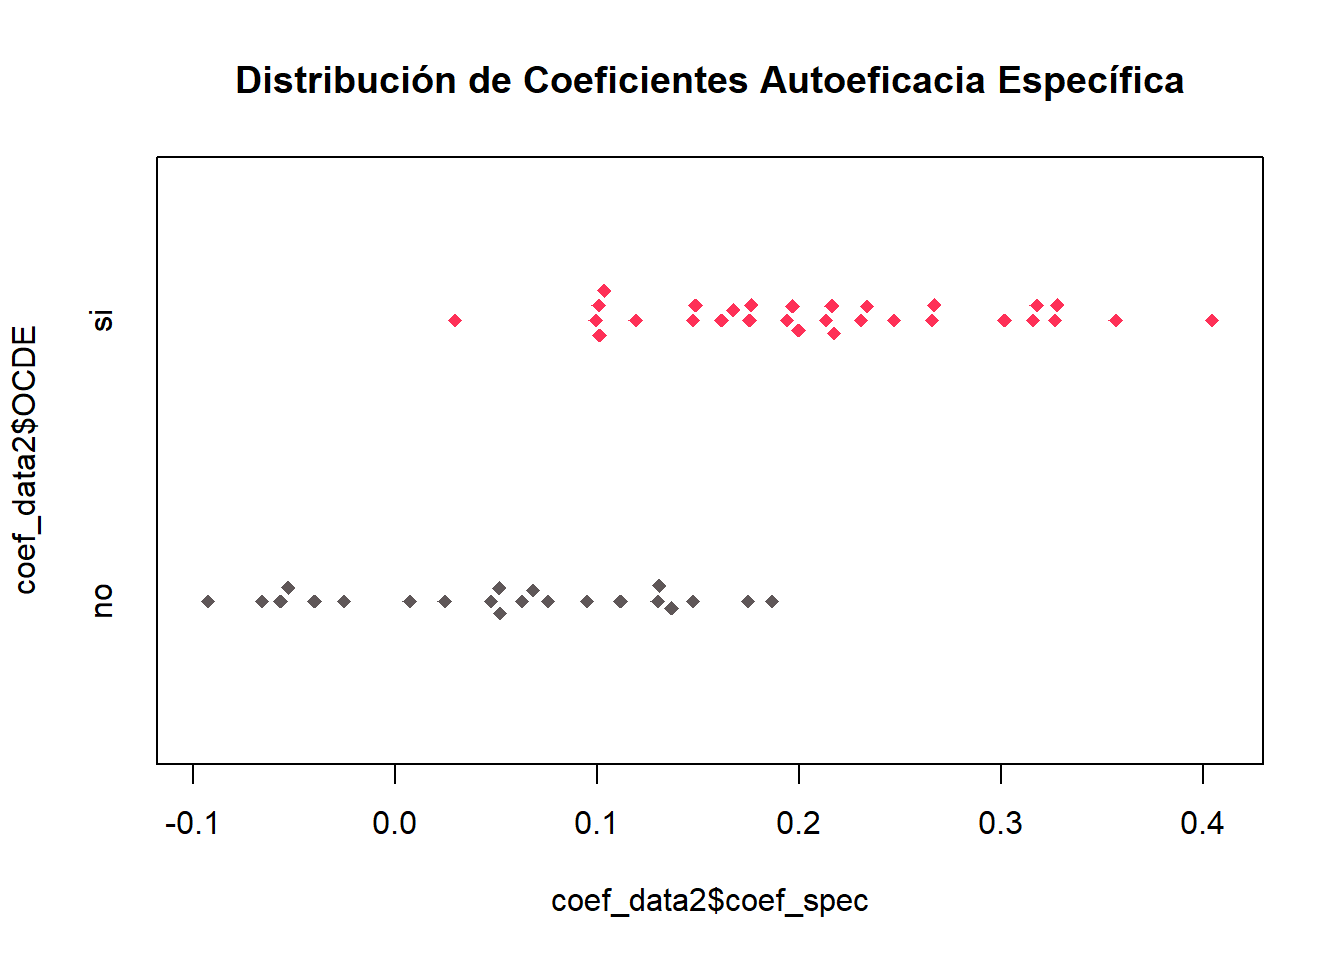 Distribución de Coeficientes Autoeficacia Específica
coef_data2$OCDE
si
no
-0.1 0.0 0.1 0.2 0.3 0.4
coef_data2$coef_spec